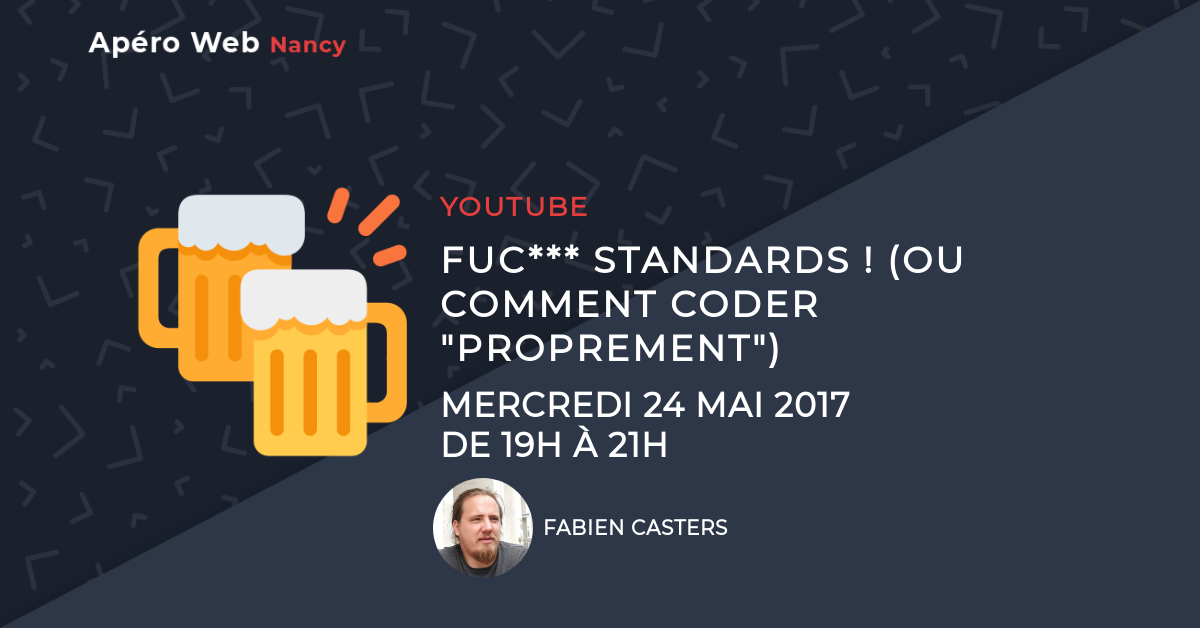 Apéro Web Nancy
YOUTUBE
FUC*** STANDARDS ! (OU
COMMENT CODER
"PROPREMENT")
MERCREDI 24 MAI 2017
DE 19H À 21H
FABIEN CASTERS